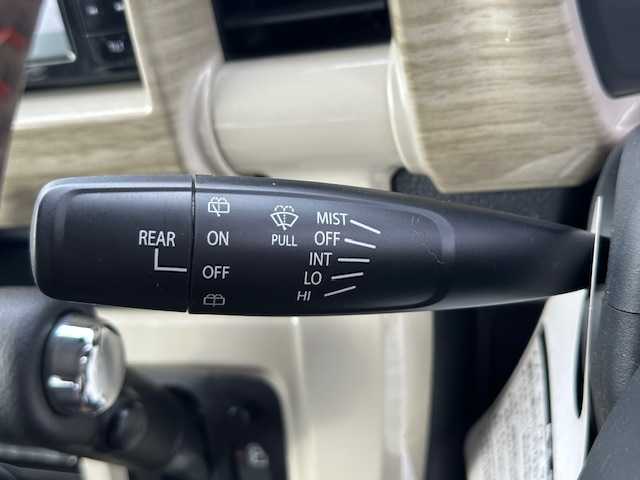 REAR
ON
OFF
PULL
MIST
OFF
INT
LO
HI